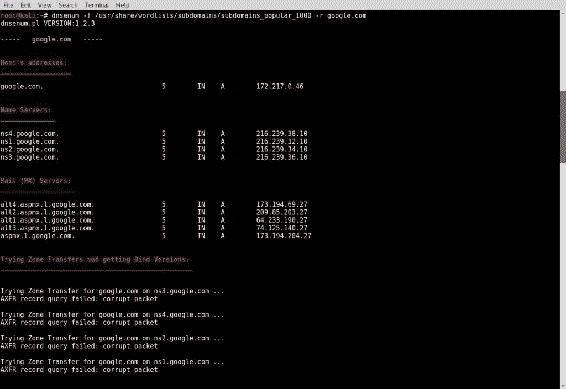 File Edit View Search Terminal Help
root@kali:~# dnsenum -f /usr/share/wordlists/subdomains/subdomains_popular_1000 -r google.com
dnsenum.pl VERSION:1.2.3
----- google.com -----
Host's addresses:
google.com. 5 IN A 172.217.0.46
Name Servers:
ns4.google.com. 5 IN A 216.239.38.10
ns1.google.com. 5 IN A 216.239.32.10
ns2.google.com. 5 IN A 216.239.34.10
ns3.google.com. 5 IN A 216.239.36.10
Mail (MX) Servers:
alt4.aspmx.l.google.com. 5 IN A 173.194.69.27
alt2.aspmx.l.google.com. 5 IN A 209.85.203.27
alt1.aspmx.l.google.com. 5 IN A 64.233.190.27
alt3.aspmx.l.google.com. 5 IN A 74.125.140.27
aspmx.l.google.com. 5 IN A 173.194.204.27
Trying Zone Transfers and getting Bind Versions:
Trying Zone Transfer for google.com on ns3.google.com ...
AXFR record query failed: corrupt packet
Trying Zone Transfer for google.com on ns4.google.com ...
AXFR record query failed: corrupt packet
Trying Zone Transfer for google.com on ns2.google.com ...
AXFR record query failed: corrupt packet
Trying Zone Transfer for google.com on ns1.google.com ...
AXFR record query failed: corrupt packet